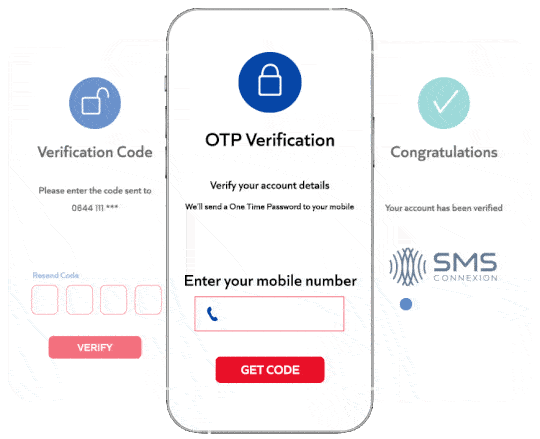 Verification Code
Please enter the code sent to
0644 111 ***
Resend Code
VERIFY
OTP Verification
Verify your account details
We'll send a One Time Password to your mobile
Enter your mobile number
GET CODE
Congratulations
Your account has been verified
SMS
CONNEXION